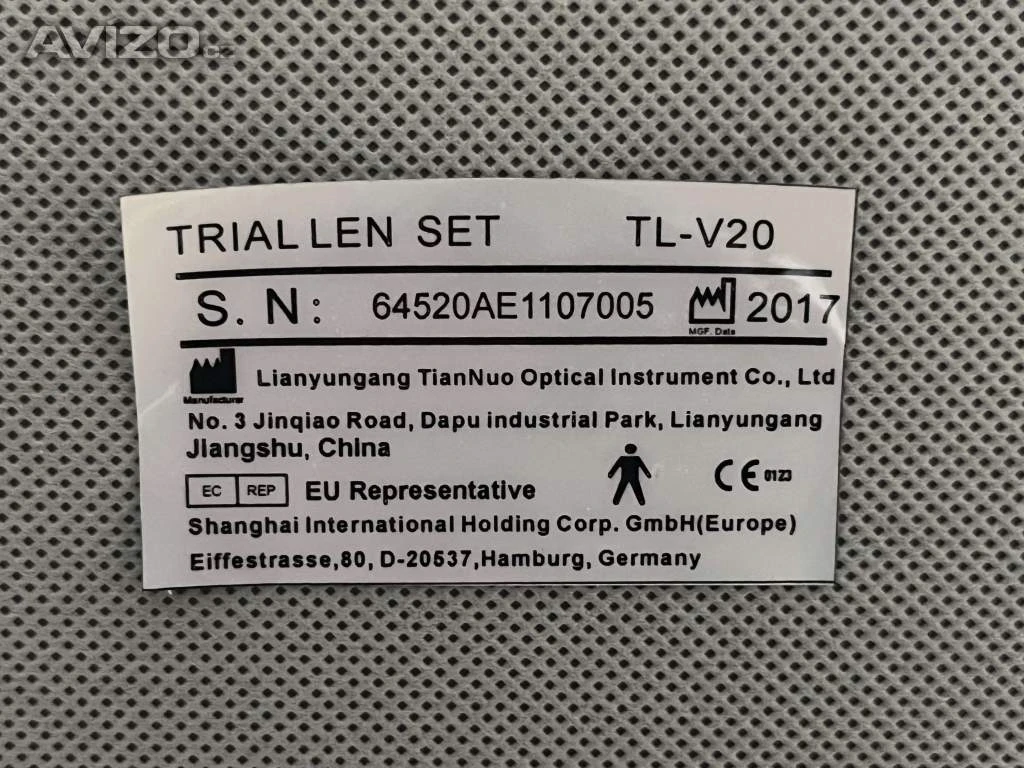 AVIZO.cz
TRIAL LEN SET TL-V20
S. N: 64520AE1107005 MGF. Date 2017
Manufacturer Lianyungang TianNuo Optical Instrument Co., Ltd
No. 3 Jinqiao Road, Dapu industrial Park, Lianyungang
JIangshu, China
EC REP EU Representative CE 0123
Shanghai International Holding Corp. GmbH(Europe)
Eiffestrasse,80, D-20537,Hamburg, Germany